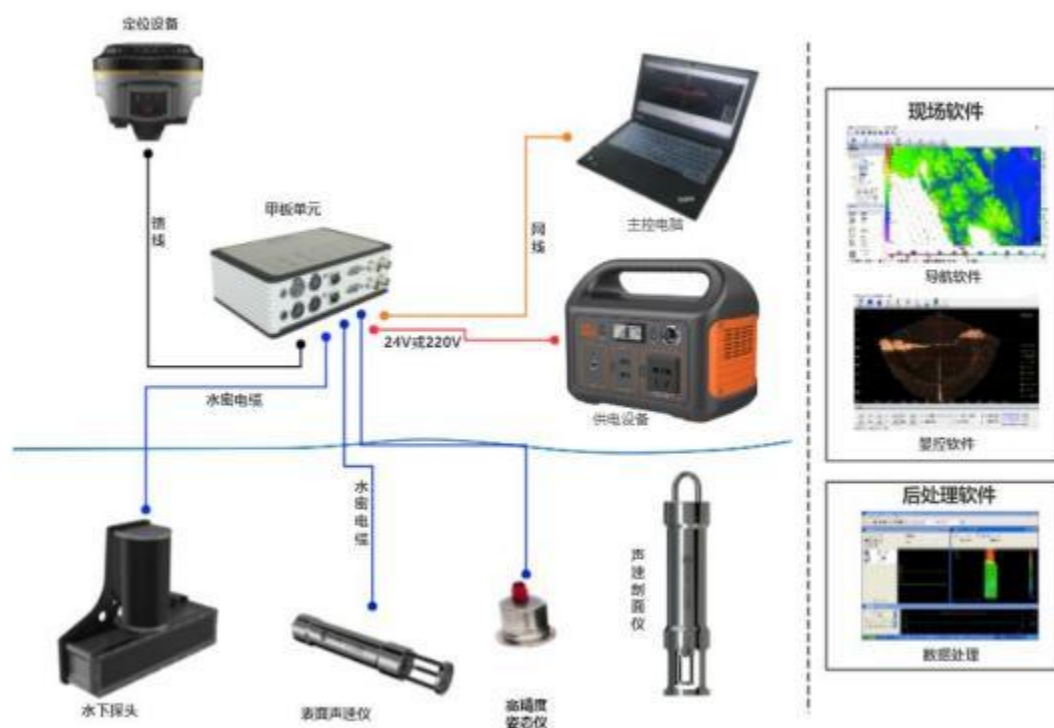 定位设备
馈线
甲板单元
网线
主控电脑
24V或220V
供电设备
水密电缆
水密电缆
水下探头
表面声速仪
高精度
姿态仪
声速剖面仪
现场软件
导航软件
显控软件
后处理软件
数据处理